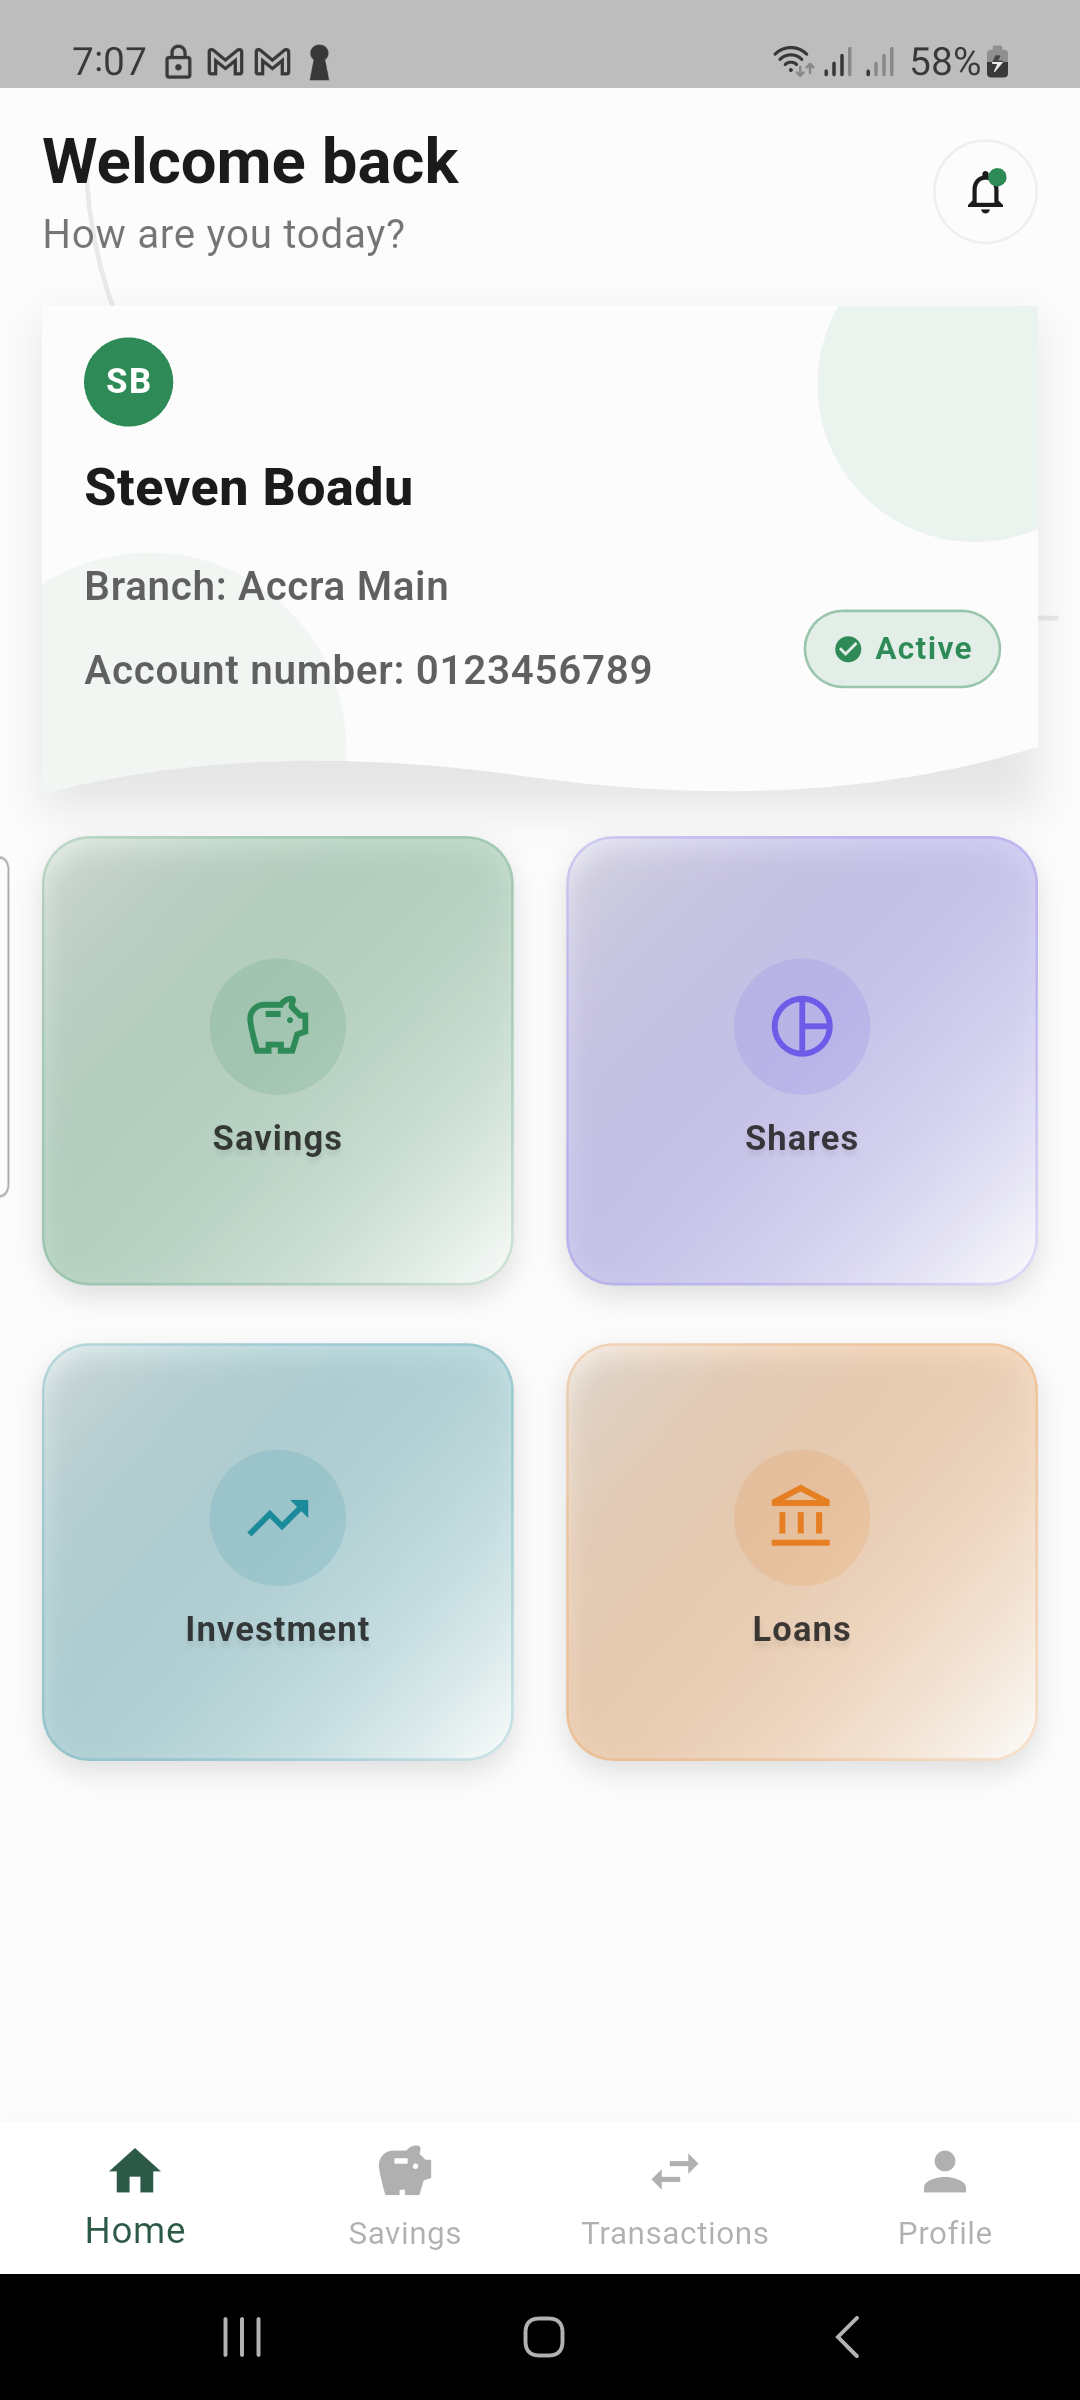 7:07
58%
Welcome back
How are you today?
SB
Steven Boadu
Branch: Accra Main
Account number: 0123456789
Active
Savings
Shares
Investment
Loans
Home
Savings
Transactions
Profile